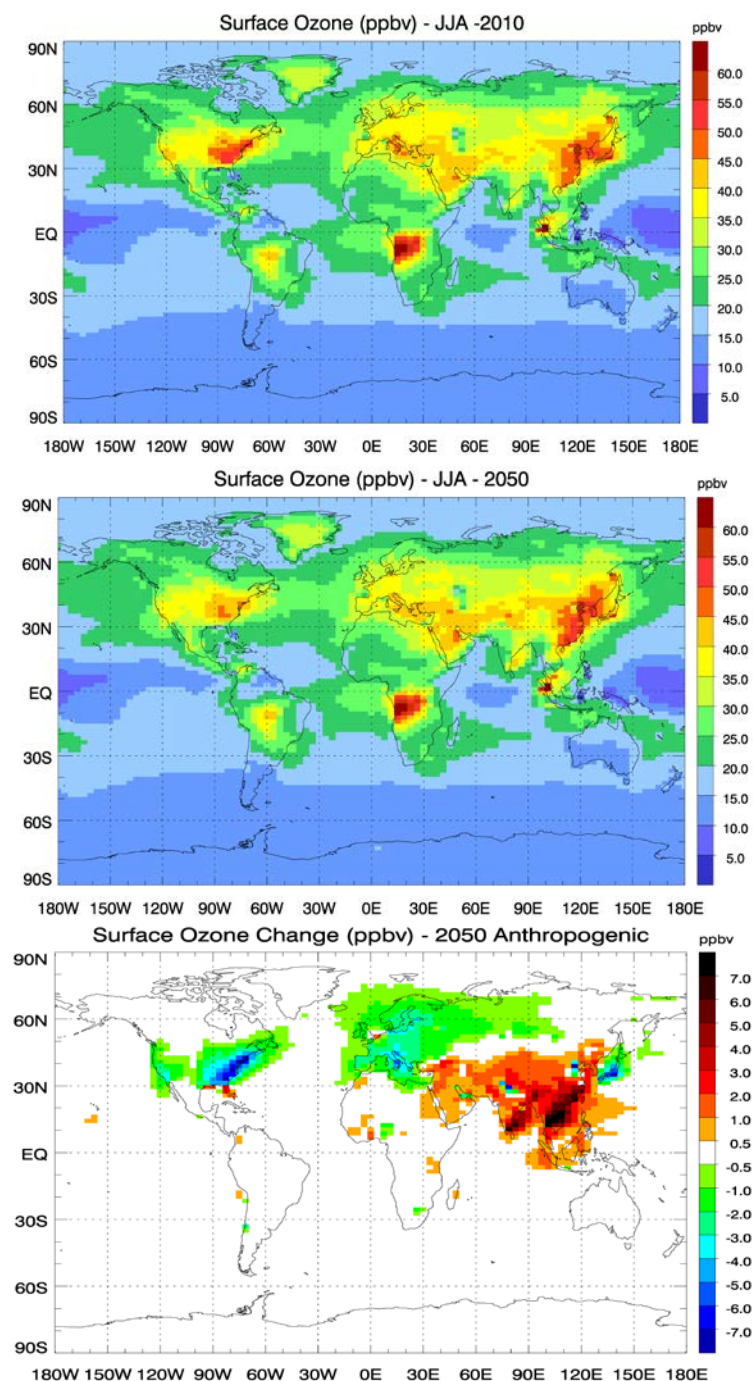 Surface Ozone (ppbv) - JJA -2010
ppbv
90N
60N
30N
EQ
30S
60S
90S
60.0
55.0
50.0
45.0
40.0
35.0
30.0
25.0
20.0
15.0
10.0
5.0
180W 150W 120W 90W 60W 30W 0E 30E 60E 90E 120E 150E 180E
Surface Ozone (ppbv) - JJA - 2050
ppbv
90N
60N
30N
EQ
30S
60S
90S
60.0
55.0
50.0
45.0
40.0
35.0
30.0
25.0
20.0
15.0
10.0
5.0
180W 150W 120W 90W 60W 30W 0E 30E 60E 90E 120E 150E 180E
Surface Ozone Change (ppbv) - 2050 Anthropogenic
ppbv
90N
60N
30N
EQ
30S
60S
90S
7.0
6.0
5.0
4.0
3.0
2.0
1.0
0.5
-0.5
-1.0
-2.0
-3.0
-4.0
-5.0
-6.0
-7.0
180W 150W 120W 90W 60W 30W 0E 30E 60E 90E 120E 150E 180E